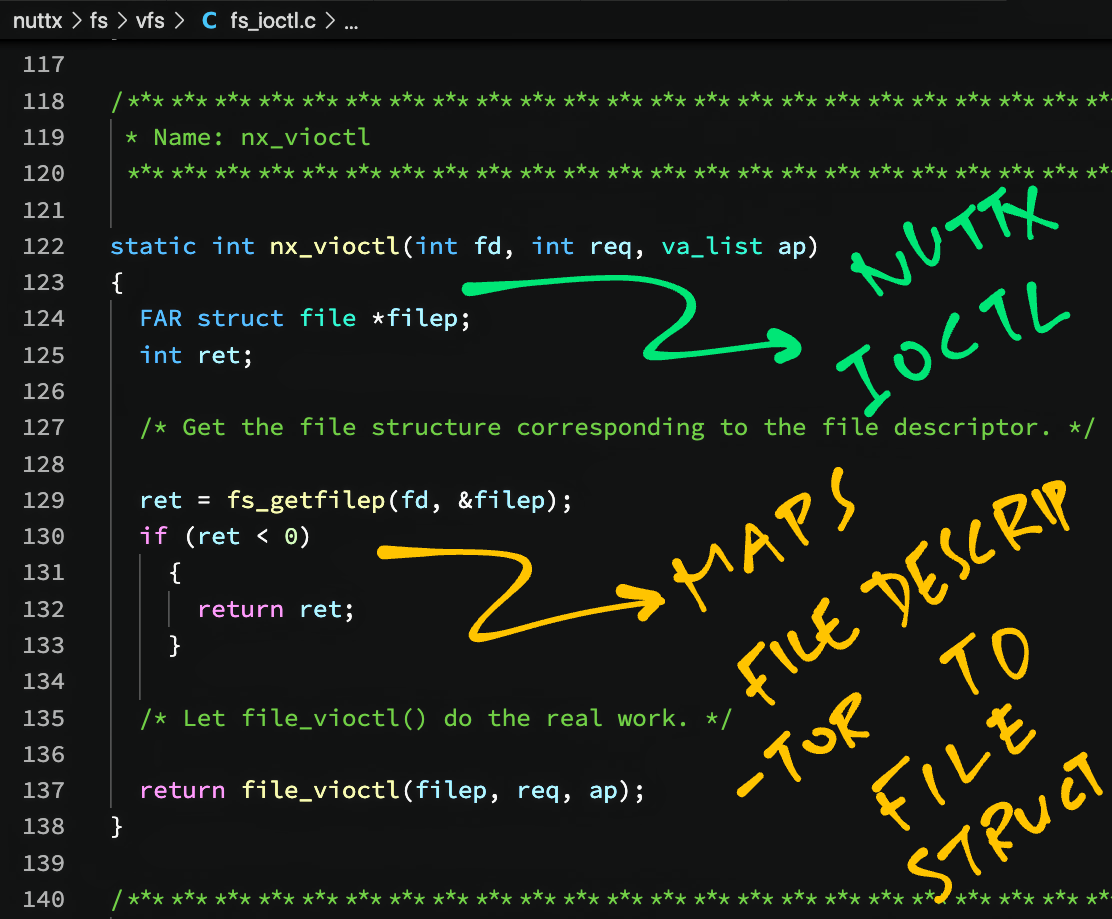 nuttx > fs > vfs > C fs_ioctl.c > ...
117
118 /****************************************************************************
119 * Name: nx_vioctl
120 ****************************************************************************
121
122 static int nx_vioctl(int fd, int req, va_list ap)
123 {
124 FAR struct file *filep;
125 int ret;
126
127 /* Get the file structure corresponding to the file descriptor. */
128
129 ret = fs_getfilep(fd, &filep);
130 if (ret < 0)
131 {
132 return ret;
133 }
134
135 /* Let file_vioctl() do the real work. */
136
137 return file_vioctl(filep, req, ap);
138 }
139
140 /****************************************************************************
NUTTX
IOCTL
MAPS
FILE DESCRIP
-TOR TO
FILE
STRUCT